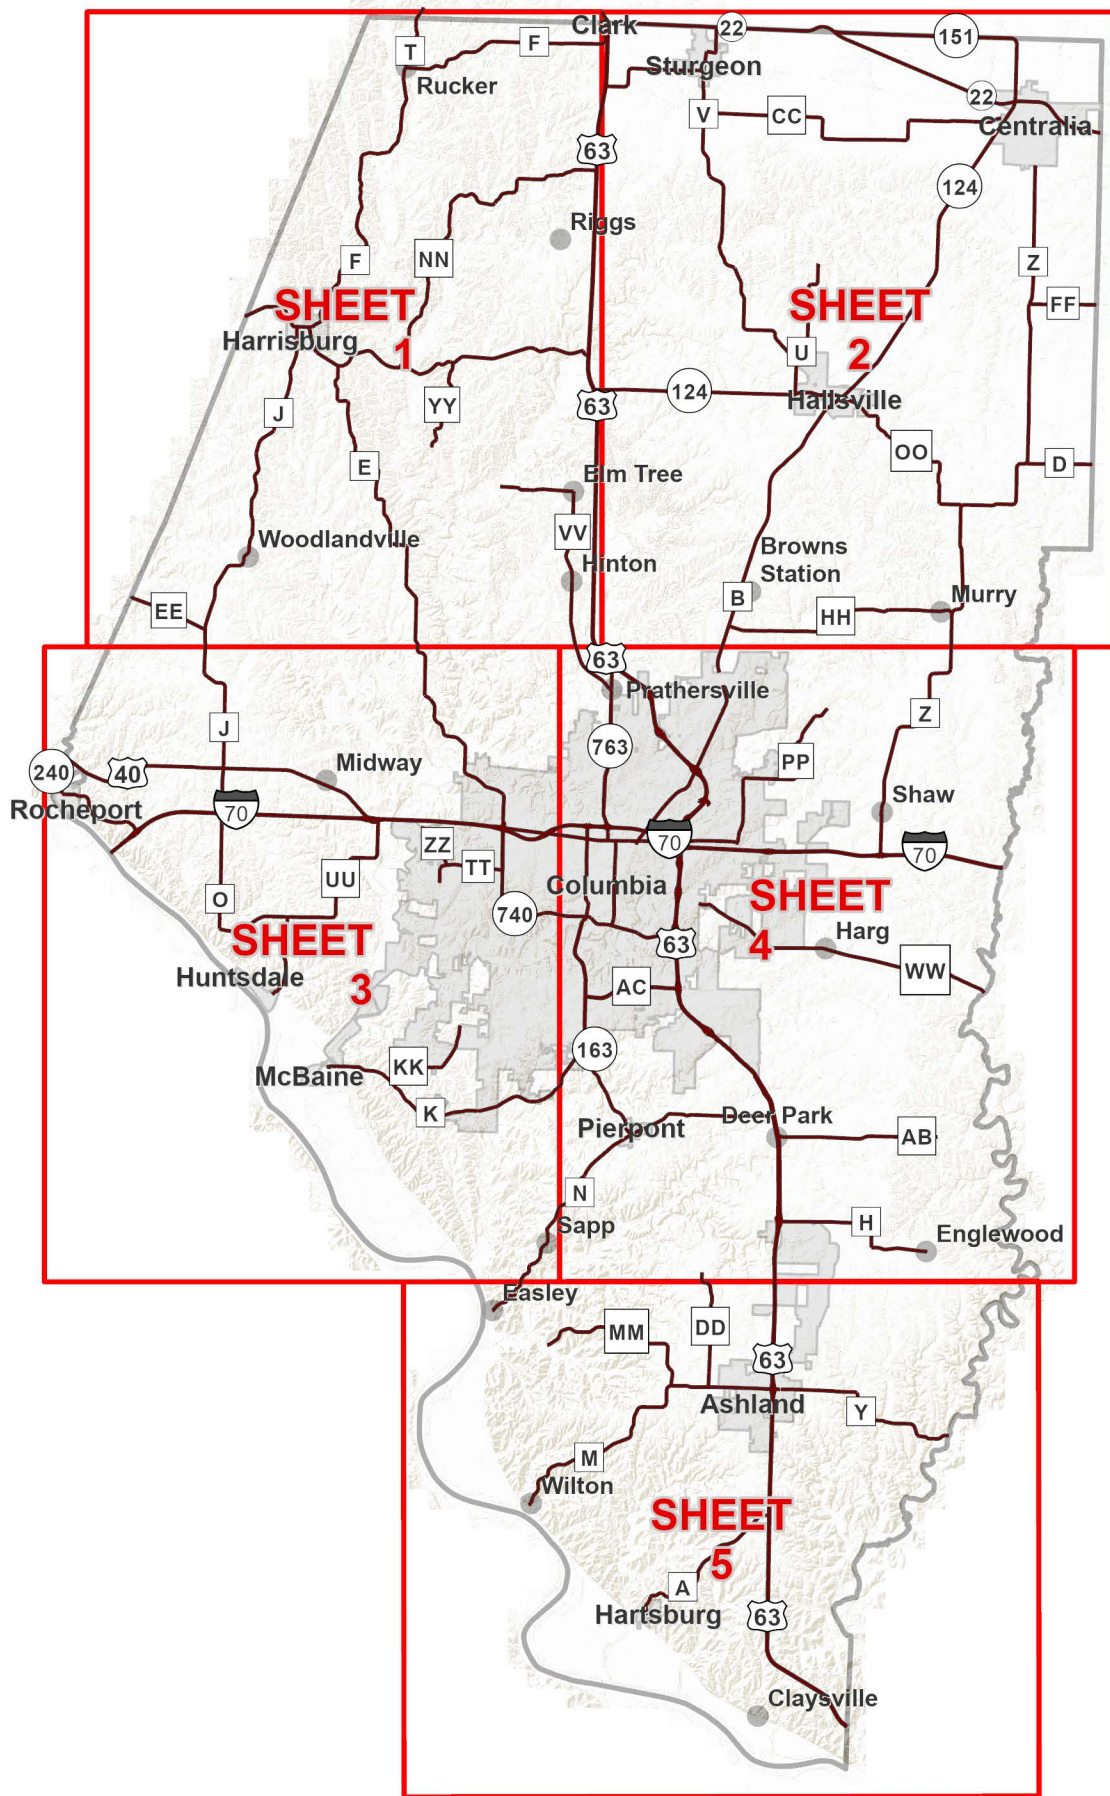 Clark
22
151
T
F
Sturgeon
Rucker
22
V
CC
Centralia
63
124
Riggs
F
NN
Z
SHEET
1
SHEET
2
FF
Harrisburg
U
J
YY
63
124
Hallsville
E
OO
D
Elm Tree
VV
Woodlandville
Hinton
Browns
Station
B
Murry
EE
HH
63
Prathersville
J
Z
763
PP
240
40
Midway
Rocheport
70
Shaw
70
70
ZZ
TT
UU
Columbia
O
740
SHEET
4
SHEET
3
63
Harg
WW
Huntsdale
AC
163
McBaine
KK
K
Pierpont
Deer Park
AB
N
Sapp
H
Englewood
Easley
MM
DD
63
Ashland
Y
M
Wilton
SHEET
5
A
Hartsburg
63
Claysville